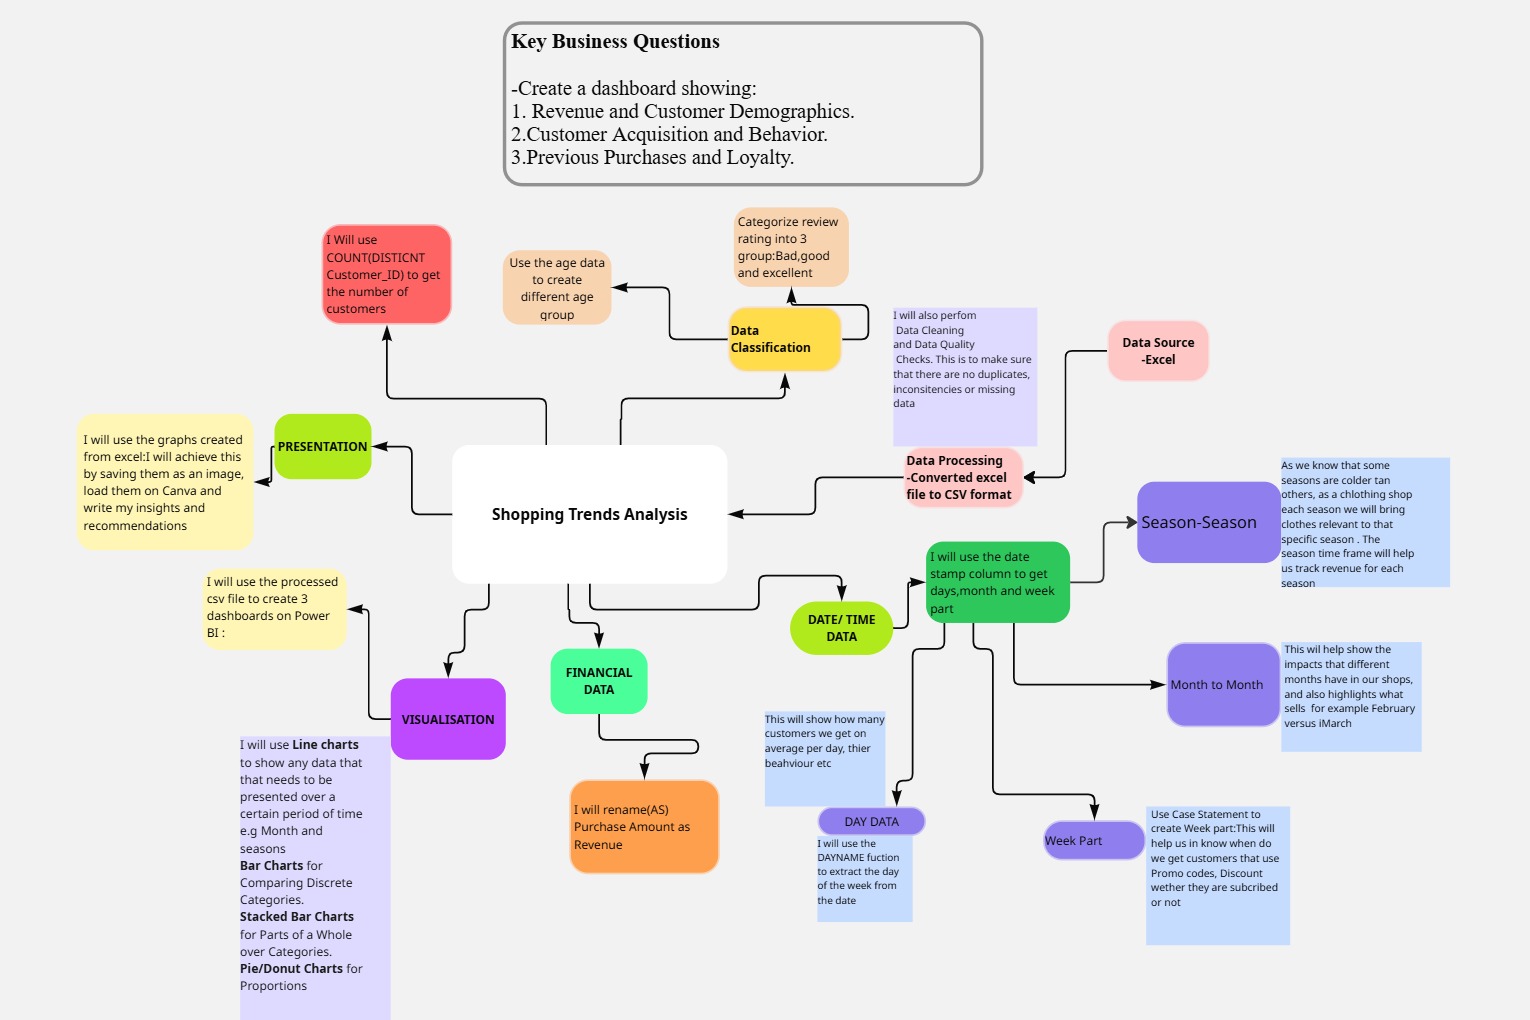 Key Business Questions
-Create a dashboard showing:
1. Revenue and Customer Demographics.
2.Customer Acquisition and Behavior.
3.Previous Purchases and Loyalty.
I Will use
COUNT(DISTICNT
Customer_ID) to get
the number of
customers
Use the age data
to create
different age
group
Categorize review
rating into 3
group:Bad,good
and excellent
Data
Classification
I will also perfom
Data Cleaning
and Data Quality
Checks. This is to make sure
that there are no duplicates,
inconsitencies or missing
data
Data Source
-Excel
Data Processing
-Converted excel
file to CSV format
PRESENTATION
I will use the graphs created
from excel:I will achieve this
by saving them as an image,
load them on Canva and
write my insights and
recommendations
Shopping Trends Analysis
Season-Season
As we know that some
seasons are colder tan
others, as a chlothing shop
each season we will bring
clothes relevant to that
specific season . The
season time frame will help
us track revenue for each
season
I will use the date
stamp column to get
days,month and week
part
DATE/ TIME
DATA
I will use the processed
csv file to create 3
dashboards on Power
BI :
VISUALISATION
FINANCIAL
DATA
Month to Month
This wil help show the
impacts that different
months have in our shops,
and also highlights what
sells for example February
versus iMarch
I will use Line charts
to show any data that
that needs to be
presented over a
certain period of time
e.g Month and
seasons
Bar Charts for
Comparing Discrete
Categories.
Stacked Bar Charts
for Parts of a Whole
over Categories.
Pie/Donut Charts for
Proportions
I will rename(AS)
Purchase Amount as
Revenue
This will show how many
customers we get on
average per day, thier
beahviour etc
DAY DATA
I will use the
DAYNAME fuction
to extract the day
of the week from
the date
Week Part
Use Case Statement to
create Week part:This will
help us in know when do
we get customers that use
Promo codes, Discount
wether they are subcribed
or not